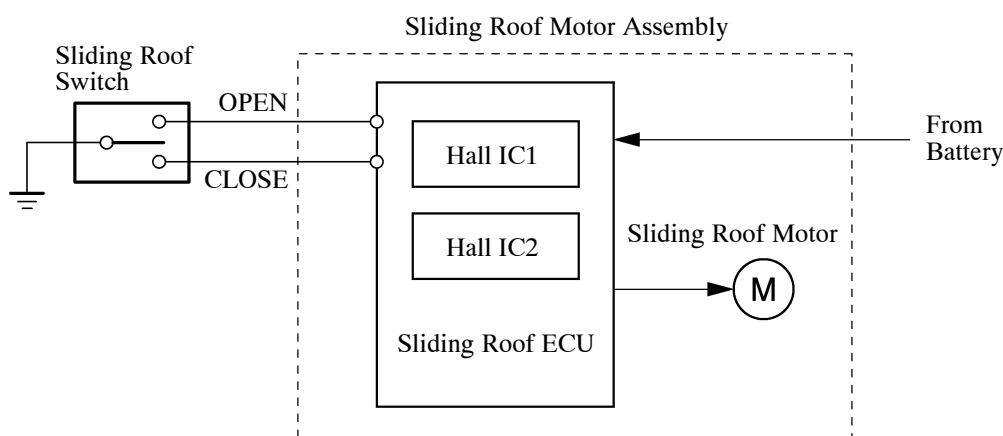 Sliding Roof Motor Assembly
Sliding Roof
Switch
OPEN
CLOSE
Hall IC1
Hall IC2
Sliding Roof ECU
From
Battery
Sliding Roof Motor
M